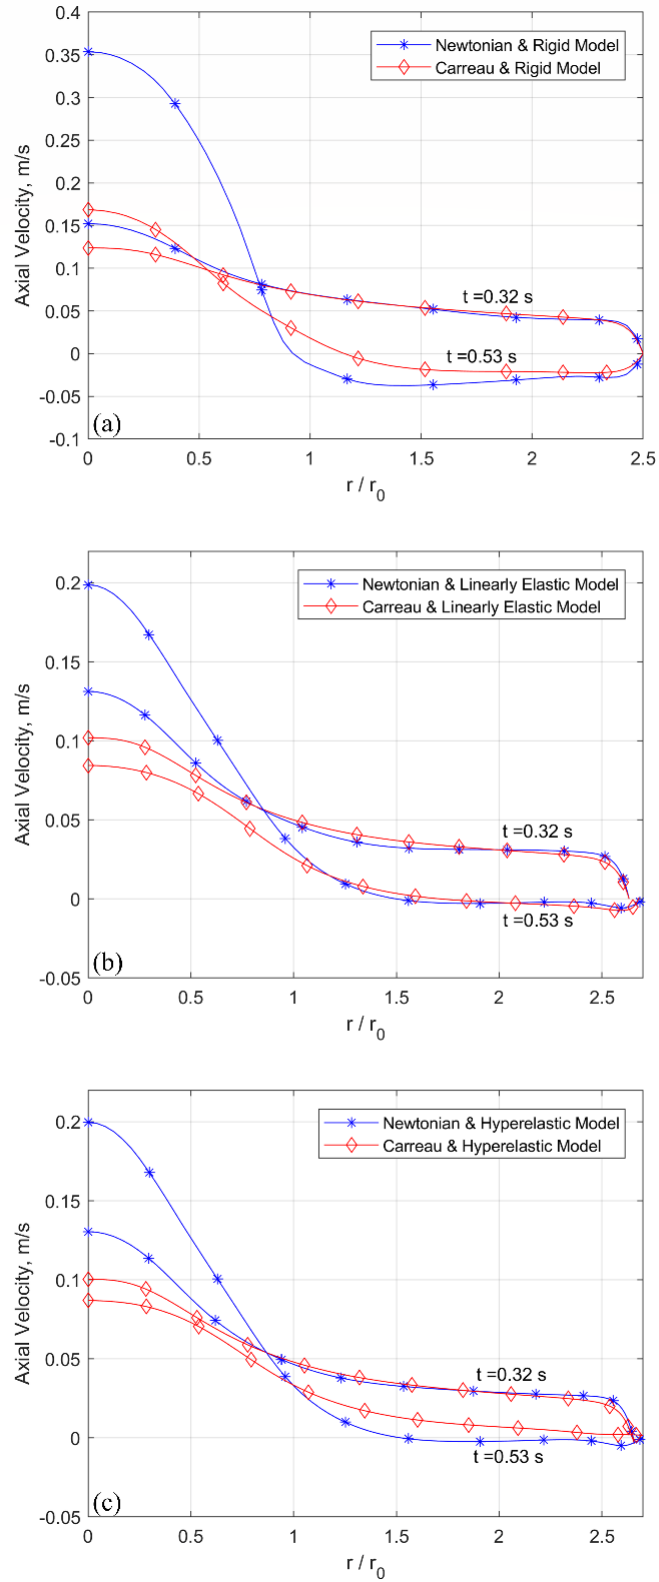 0.4
Newtonian & Rigid Model
Carreau & Rigid Model
0.35
0.3
0.25
0.2
0.15
0.1
0.05
0
-0.05
-0.1
Axial Velocity, m/s
t =0.32 s
t =0.53 s
(a)
0
0.5
1
1.5
2
2.5
r / r0
Newtonian & Linearly Elastic Model
Carreau & Linearly Elastic Model
0.2
0.15
0.1
0.05
0
-0.05
Axial Velocity, m/s
t =0.32 s
t =0.53 s
(b)
0
0.5
1
1.5
2
2.5
r / r0
Newtonian & Hyperelastic Model
Carreau & Hyperelastic Model
0.2
0.15
0.1
0.05
0
-0.05
Axial Velocity, m/s
t =0.32 s
t =0.53 s
(c)
0
0.5
1
1.5
2
2.5
r / r0